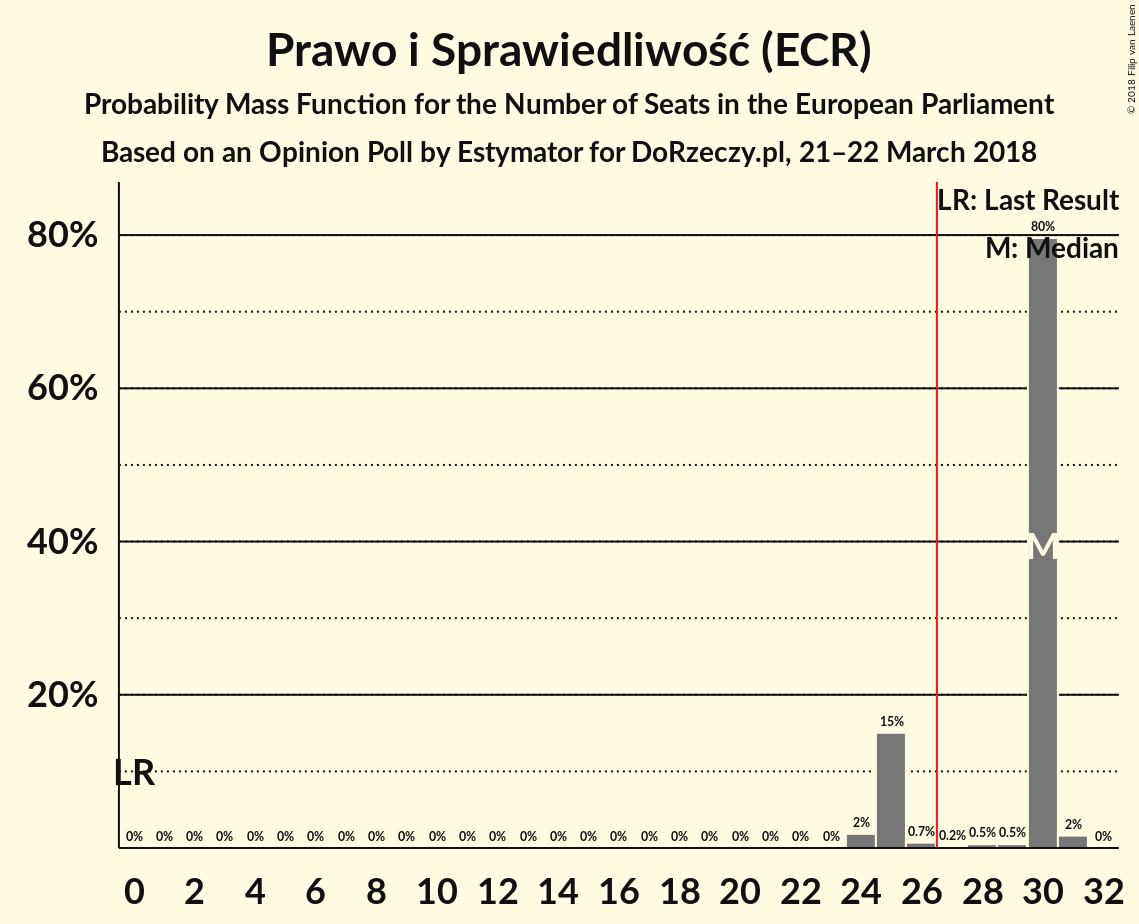 Prawo i Sprawiedliwość (ECR)
Probability Mass Function for the Number of Seats in the European Parliament
Based on an Opinion Poll by Estymator for DoRzeczy.pl, 21–22 March 2018
© 2018 Filip van Laenen
LR: Last Result
M: Median
80%
60%
40%
20%
LR
M
0% 0% 0% 0% 0% 0% 0% 0% 0% 0% 0% 0% 0% 0% 0% 0% 0% 0% 0% 0% 0% 0% 0% 0% 2% 15% 0.7% 0.2% 0.5% 0.5% 80% 2% 0%
0 2 4 6 8 10 12 14 16 18 20 22 24 26 28 30 32